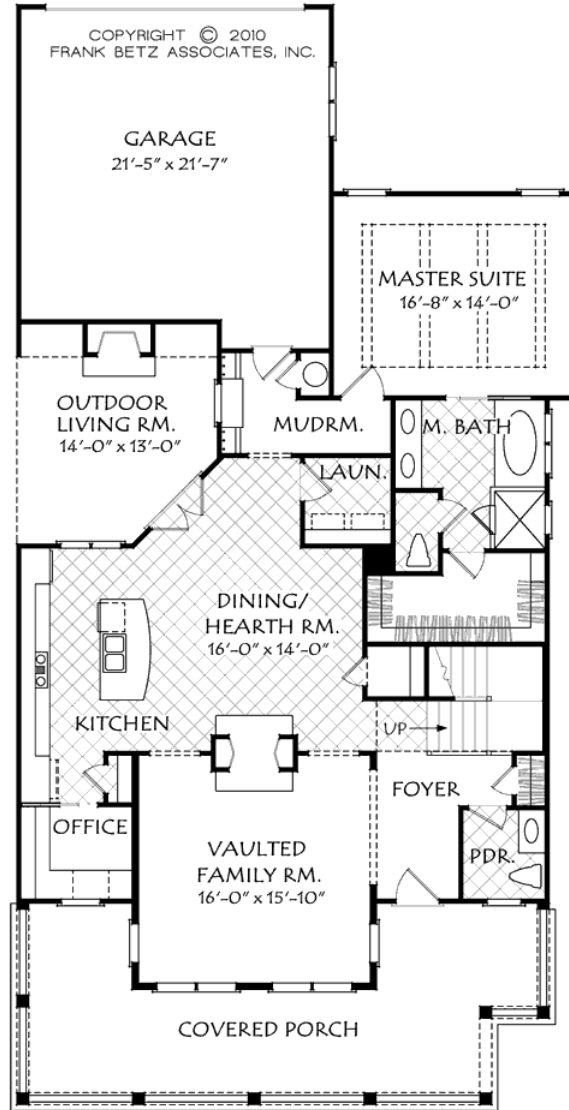 COPYRIGHT © 2010
FRANK BETZ ASSOCIATES, INC.
GARAGE
21'-5" x 21'-7"
MASTER SUITE
16'-8" x 14'-0"
OUTDOOR
LIVING RM.
14'-0" x 13'-0"
MUDRM.
M. BATH
LAUN.
DINING/
HEARTH RM.
16'-0" x 14'-0"
KITCHEN
UP
FOYER
OFFICE
VAULTED
FAMILY RM.
16'-0" x 15'-10"
PDR.
COVERED PORCH